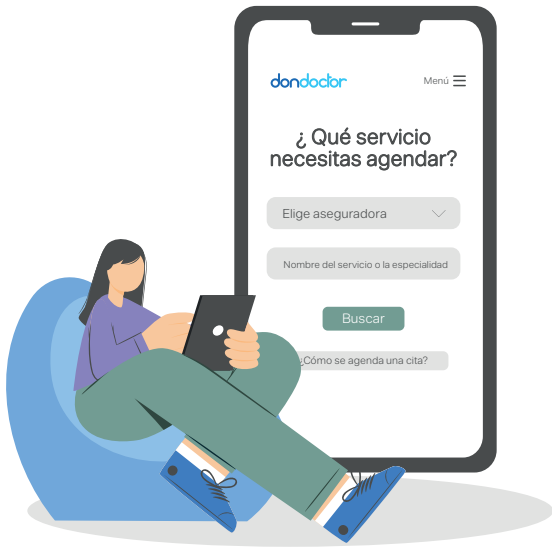 dondoctor
Menú
¿ Qué servicio
necesitas agendar?
Elige aseguradora
Nombre del servicio o la especialidad
Buscar
¿Cómo se agenda una cita?